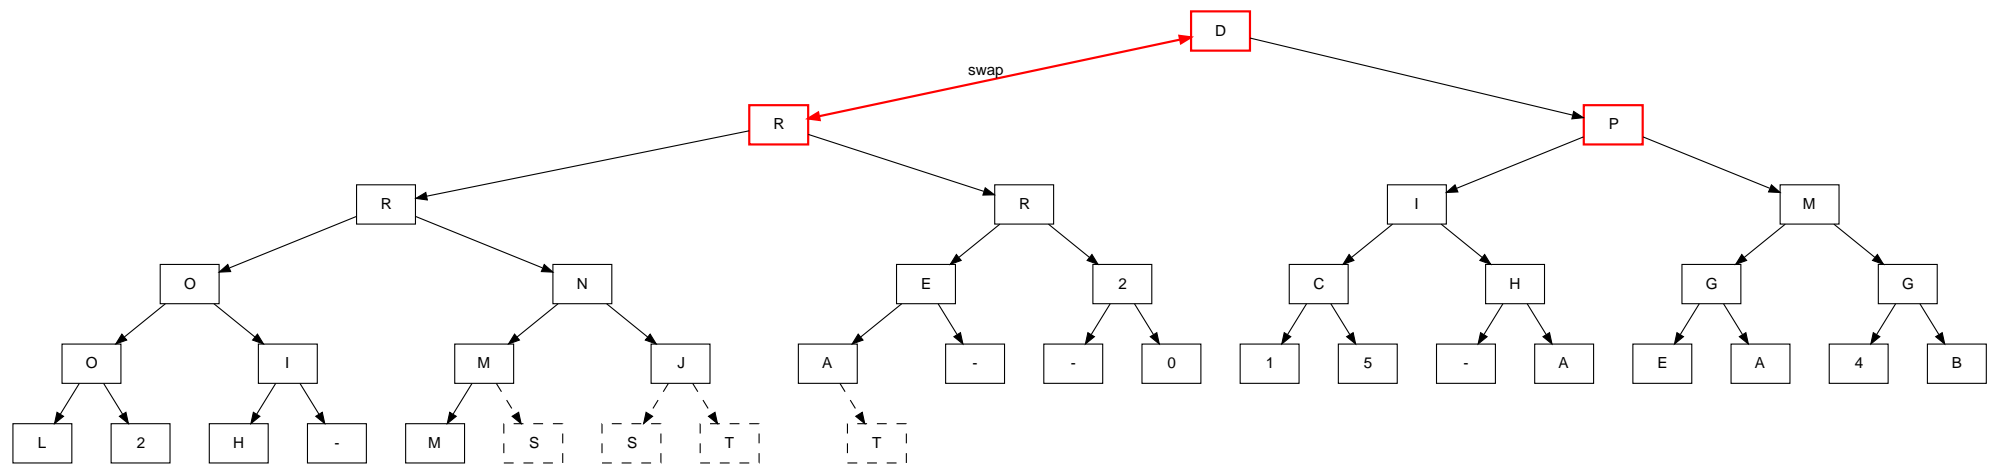 D
swap
R P
R R I M
O N E 2 C H G G
O I M J A - - 0 1 5 - A E A 4 B
L 2 H - M S S T T